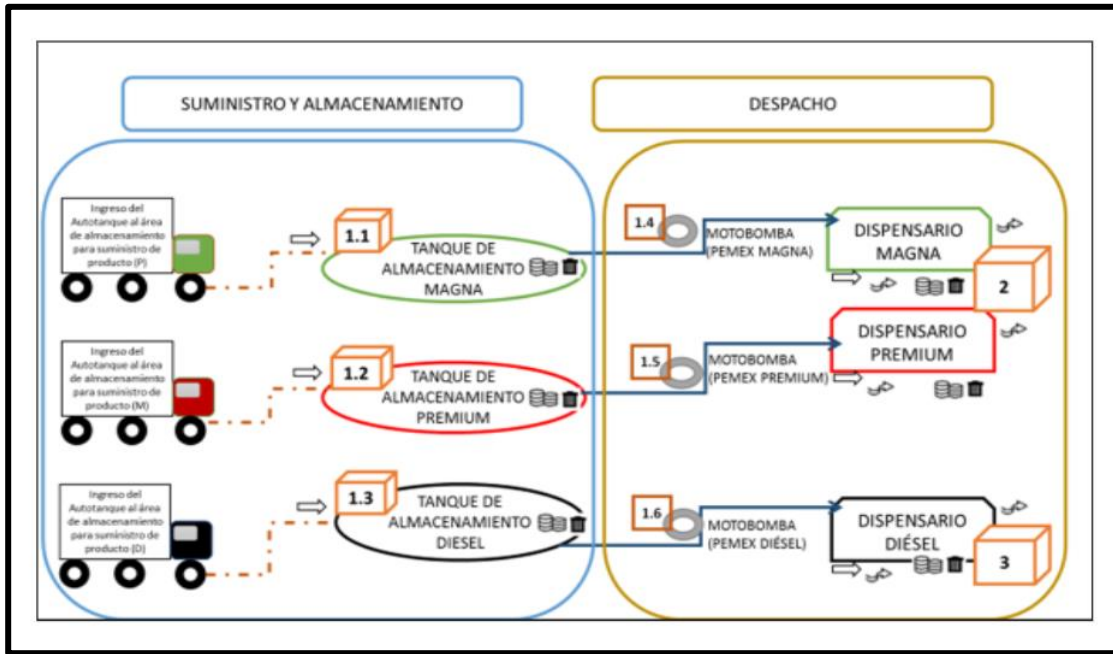 SUMINISTRO Y ALMACENAMIENTO
DESPACHO
Ingreso del
Autotanque al área
de almacenamiento
para suministro de
producto (P)
1.1
TANQUE DE
ALMACENAMIENTO
MAGNA
1.4
MOTOBOMBA
(PEMEX MAGNA)
DISPENSARIO
MAGNA
2
Ingreso del
Autotanque al área
de almacenamiento
para suministro de
producto (M)
1.2
TANQUE DE
ALMACENAMIENTO
PREMIUM
1.5
MOTOBOMBA
(PEMEX PREMIUM)
DISPENSARIO
PREMIUM
Ingreso del
Autotanque al área
de almacenamiento
para suministro de
producto (D)
1.3
TANQUE DE
ALMACENAMIENTO
DIESEL
1.6
MOTOBOMBA
(PEMEX DIÉSEL)
DISPENSARIO
DIÉSEL
3